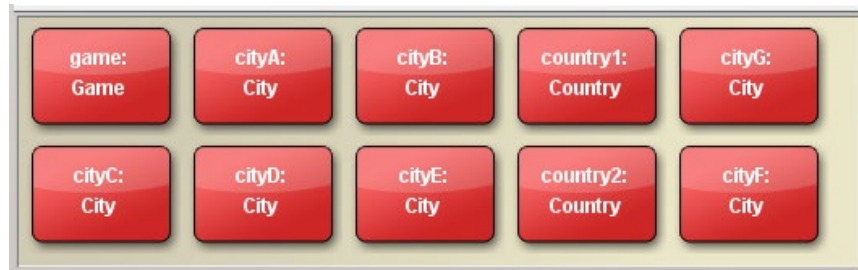 game:
Game
cityA:
City
cityB:
City
country1:
Country
cityG:
City
cityC:
City
cityD:
City
cityE:
City
country2:
Country
cityF:
City